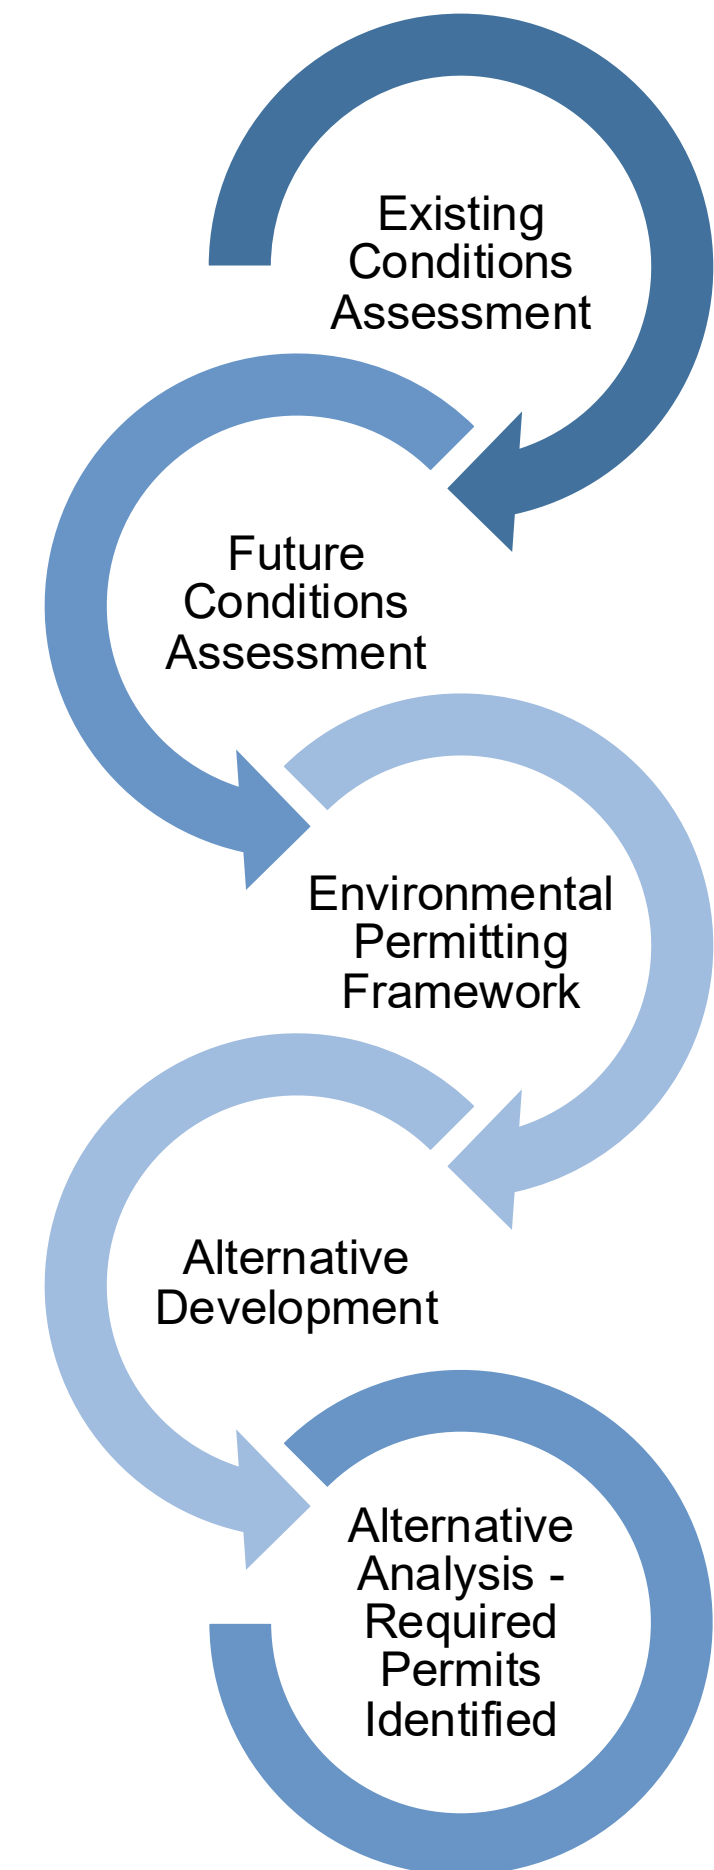 Existing
Conditions
Assessment
Future
Conditions
Assessment
Environmental
Permitting
Framework
Alternative
Development
Alternative
Analysis -
Required
Permits
Identified